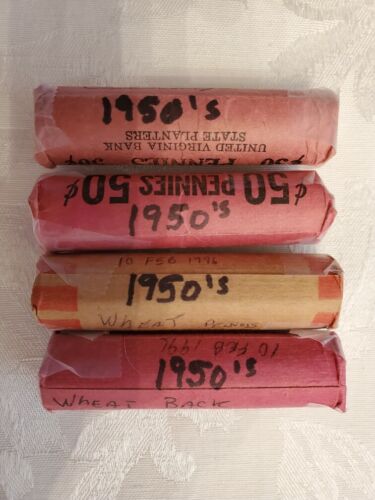 1950's
UNITED VIRGINIA BANK
STATE PLANTERS
50 PENNIES 50¢
¢50 PENNIES 50¢
1950's
10 FEB 1996
1950's
WHEAT PENNIES
10 FEB 1996
1950's
WHEAT BACK